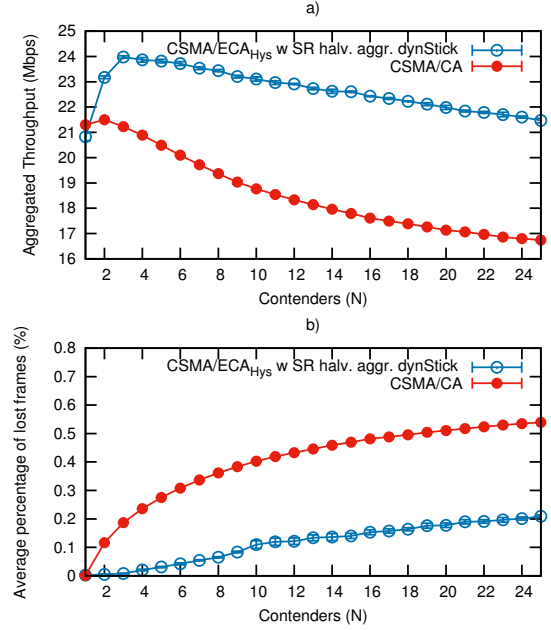 a)
25
24
23
22
21
20
19
18
17
16
Aggregated Throughput (Mbps)
CSMA/ECA_Hys w SR halv. aggr. dynStick
CSMA/CA
2 4 6 8 10 12 14 16 18 20 22 24
Contenders (N)
b)
0.8
0.7
0.6
0.5
0.4
0.3
0.2
0.1
0
Average percentage of lost frames (%)
CSMA/ECA_Hys w SR halv. aggr. dynStick
CSMA/CA
2 4 6 8 10 12 14 16 18 20 22 24
Contenders (N)